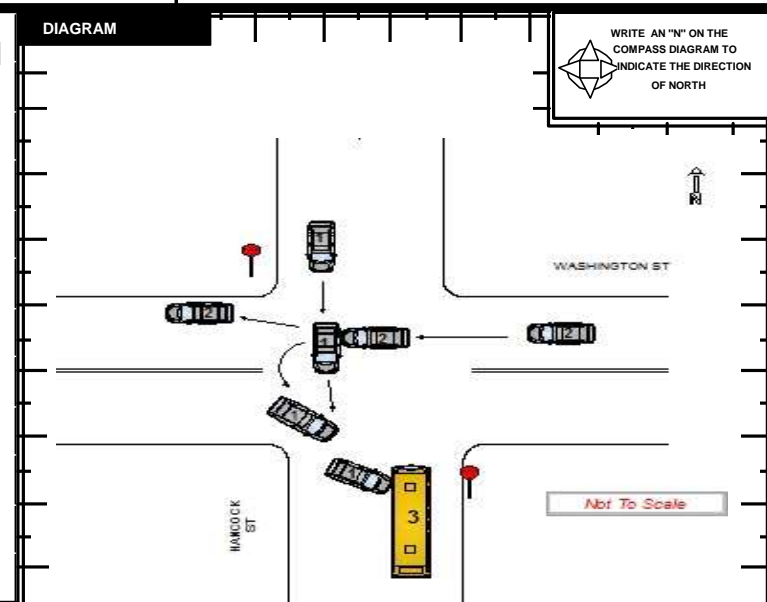 DIAGRAM
WRITE AN "N" ON THE
COMPASS DIAGRAM TO
INDICATE THE DIRECTION
OF NORTH
N
WASHINGTON ST
1
2
1
2
2
1
1
3
HANCOCK
ST
Not To Scale